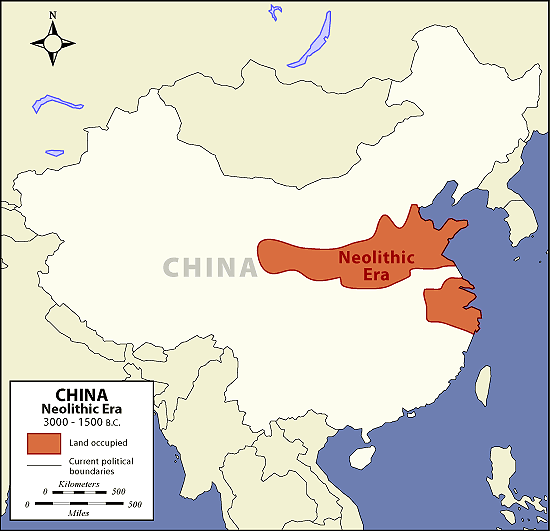 N
CHINA
Neolithic
Era
CHINA
Neolithic Era
3000 - 1500 B.C.
Land occupied
Current political
boundaries
Kilometers
0 500
0 500
Miles